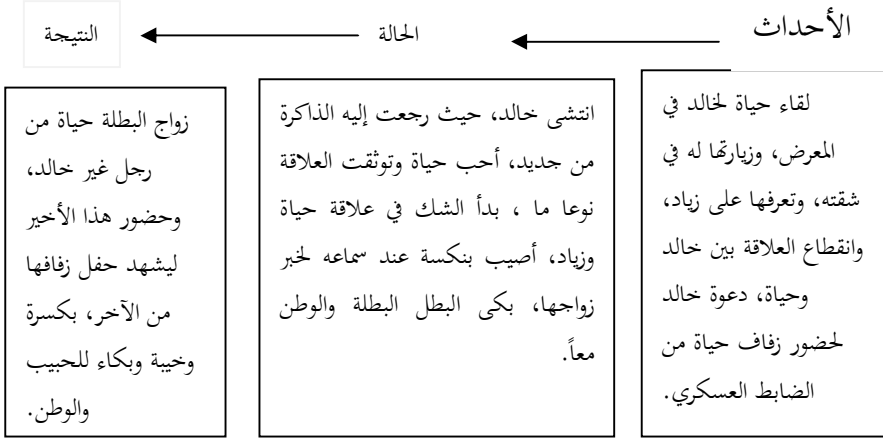 الأحداث
الحالة
النتيجة
لقاء حياة لخالد في
المعرض، وزيارتها له في
شقته، وتعرفها على زياد،
وانقطاع العلاقة بين خالد
وحياة، دعوة خالد
لحضور زفاف حياة من
الضابط العسكري.
انتشى خالد، حيث رجعت إليه الذاكرة
من جديد، أحب حياة وتوثقت العلاقة
نوعا ما ، بدأ الشك في علاقة حياة
وزياد، أصيب بنكسة عند سماعه لخبر
زواجها، بكى البطل البطلة والوطن
معاً.
زواج البطلة حياة من
رجل غير خالد،
وحضور هذا الأخير
ليشهد حفل زفافها
من الآخر، بكسرة
وخيبة وبكاء للحبيب
والوطن.